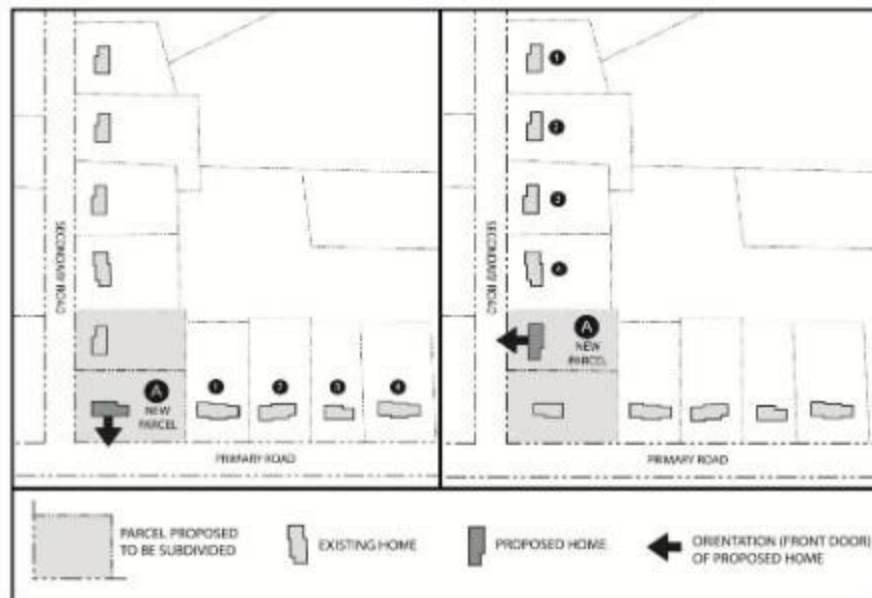 SECONDARY ROAD
A
NEW
PARCEL
1
2
3
4
PRIMARY ROAD
1
2
3
4
SECONDARY ROAD
A
NEW
PARCEL
PRIMARY ROAD
PARCEL PROPOSED
TO BE SUBDIVIDED
EXISTING HOME
PROPOSED HOME
ORIENTATION (FRONT DOOR)
OF PROPOSED HOME